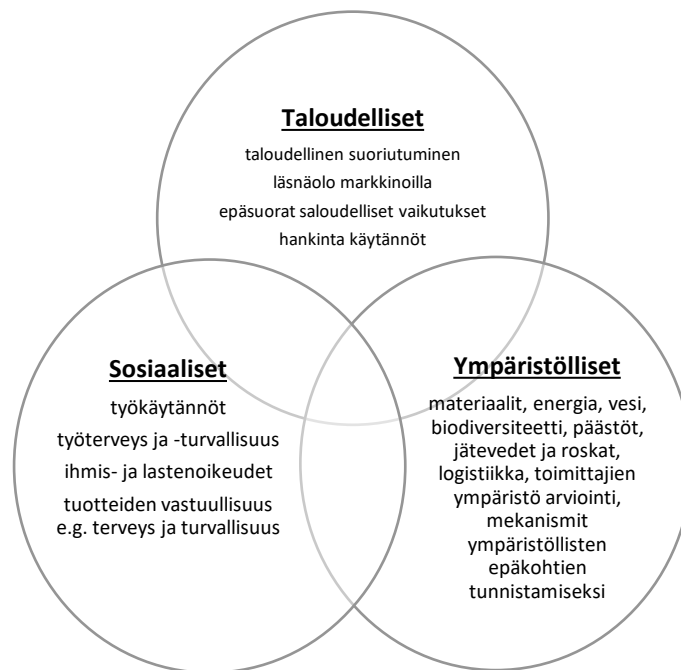 Taloudelliset
taloudellinen suoriutuminen
läsnäolo markkinoilla
epäsuorat saloudelliset vaikutukset
hankinta käytännöt
Sosiaaliset
työkäytännöt
työterveys ja -turvallisuus
ihmis- ja lastenoikeudet
tuotteiden vastuullisuus
e.g. terveys ja turvallisuus
Ympäristölliset
materiaalit, energia, vesi,
biodiversiteetti, päästöt,
jätevedet ja roskat,
logistiikka, toimittajien
ympäristö arviointi,
mekanismit
ympäristöllisten
epäkohtien
tunnistamiseksi